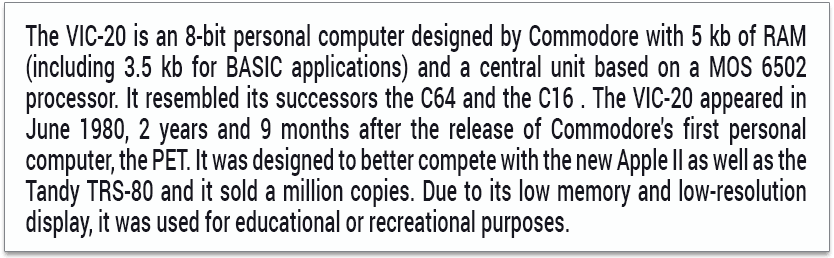 The VIC-20 is an 8-bit personal computer designed by Commodore with 5 kb of RAM
(including 3.5 kb for BASIC applications) and a central unit based on a MOS 6502
processor. It resembled its successors the C64 and the C16 . The VIC-20 appeared in
June 1980, 2 years and 9 months after the release of Commodore's first personal
computer, the PET. It was designed to better compete with the new Apple II as well as the
Tandy TRS-80 and it sold a million copies. Due to its low memory and low-resolution
display, it was used for educational or recreational purposes.